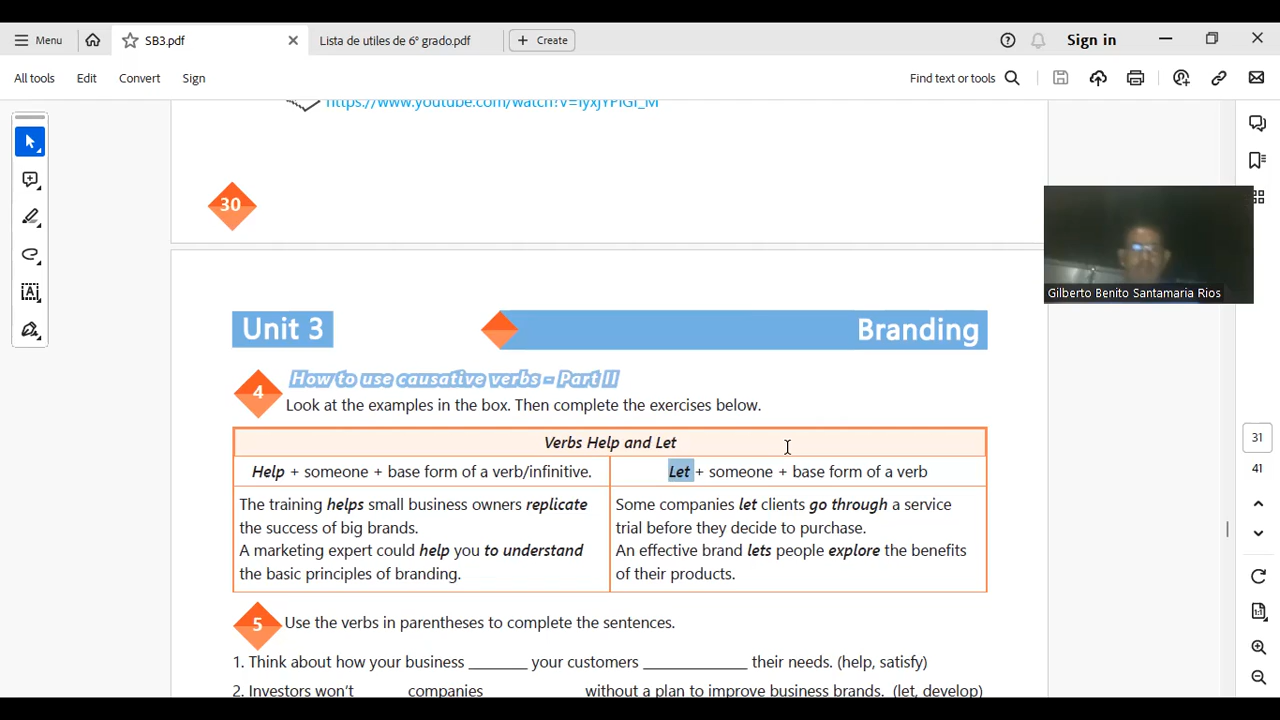 Menu
SB3.pdf
Lista de utiles de 6º grado.pdf
Create
Sign in
All tools
Edit
Convert
Sign
Find text or tools
30
Gilberto Benito Santamaria Rios
Unit 3
Branding
4
How to use causative verbs – Part II
Look at the examples in the box. Then complete the exercises below.
Verbs Help and Let
Help + someone + base form of a verb/infinitive.
Let + someone + base form of a verb
The training helps small business owners replicate
the success of big brands.
A marketing expert could help you to understand
the basic principles of branding.
Some companies let clients go through a service
trial before they decide to purchase.
An effective brand lets people explore the benefits
of their products.
31
41
5
Use the verbs in parentheses to complete the sentences.
1. Think about how your business _______ your customers _____________ their needs. (help, satisfy)
2. Investors won't companies without a plan to improve business brands. (let, develop)